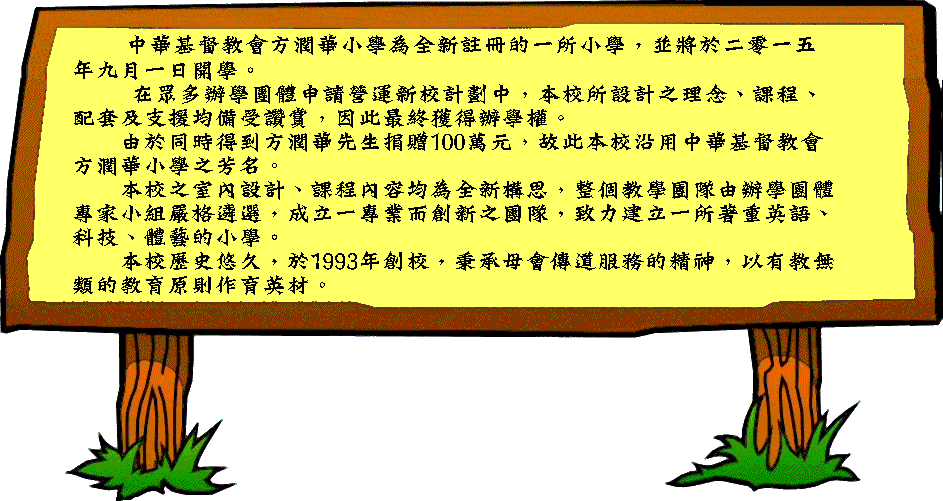 中華基督教會方潤華小學為全新註冊的一所小學，並將於二零一五
年九月一日開學。
在眾多辦學團體申請營運新校計劃中，本校所設計之理念、課程、
配套及支援均備受讚賞，因此最終獲得辦學權。
由於同時得到方潤華先生捐贈100萬元，故此本校沿用中華基督教會
方潤華小學之芳名。
本校之室內設計、課程內容均為全新構思，整個教學團隊由辦學團體
專家小組嚴格遴選，成立一專業而創新之團隊，致力建立一所著重英語、
科技、體藝的小學。
本校歷史悠久，於1993年創校，秉承母會傳道服務的精神，以有教無
類的教育原則作育英材。